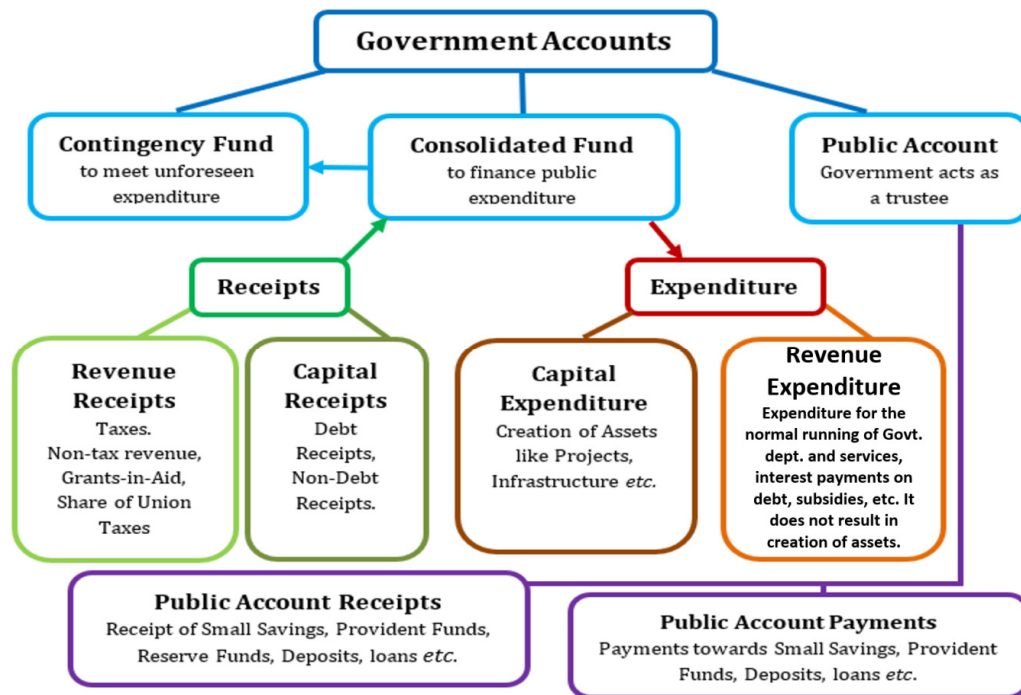 Government Accounts
Contingency Fund
to meet unforeseen
expenditure
Consolidated Fund
to finance public
expenditure
Public Account
Government acts as
a trustee
Receipts
Expenditure
Revenue
Receipts
Taxes.
Non-tax revenue,
Grants-in-Aid,
Share of Union
Taxes
Capital
Receipts
Debt
Receipts,
Non-Debt
Receipts.
Capital
Expenditure
Creation of Assets
like Projects,
Infrastructure etc.
Revenue
Expenditure
Expenditure for the
normal running of Govt.
dept. and services,
interest payments on
debt, subsidies, etc. It
does not result in
creation of assets.
Public Account Receipts
Receipt of Small Savings, Provident Funds,
Reserve Funds, Deposits, loans etc.
Public Account Payments
Payments towards Small Savings, Provident
Funds, Deposits, loans etc.